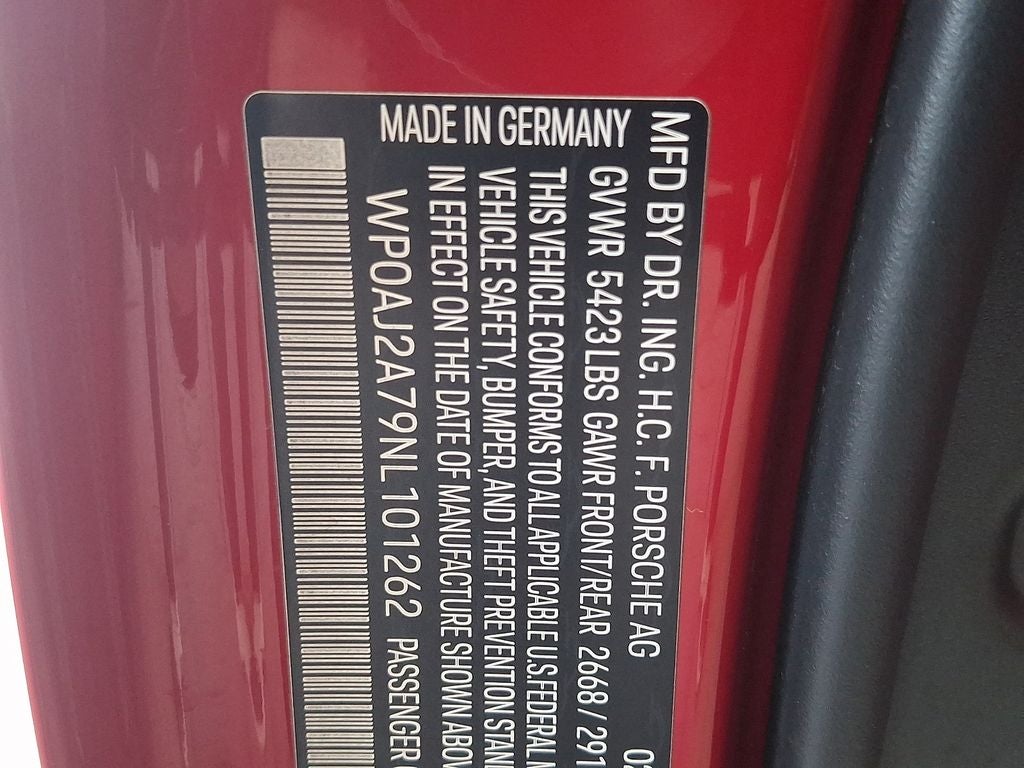 MFD BY DR. ING. H.C. F. PORSCHE AG
GVWR 5423 LBS GAWR FRONT/REAR 2668 /
THIS VEHICLE CONFORMS TO ALL APPLICABLE U.S. FEDERAL
VEHICLE SAFETY, BUMPER, AND THEFT PREVENTION
IN EFFECT ON THE DATE OF MANUFACTURE SHOWN
WP0AJ2A79NL101262 PASSENGER
MADE IN GERMANY